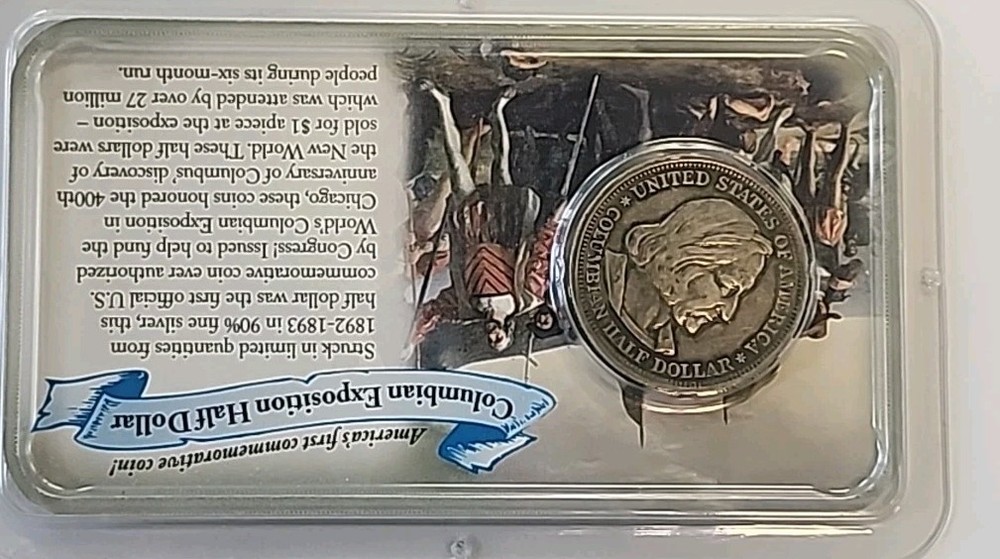 America's first commemorative coin!
Columbian Exposition Half Dollar
Struck in limited quantities from
1892-1893 in 90% fine silver, this
half dollar was the first official U.S.
commemorative coin ever authorized
by Congress! Issued to help fund the
World's Columbian Exposition in
Chicago, these coins honored the 400th
anniversary of Columbus' discovery of
the New World. These half dollars were
sold for $1 apiece at the exposition –
which was attended by over 27 million
people during its six-month run.
UNITED STATES OF AMERICA
COLUMBIAN HALF DOLLAR